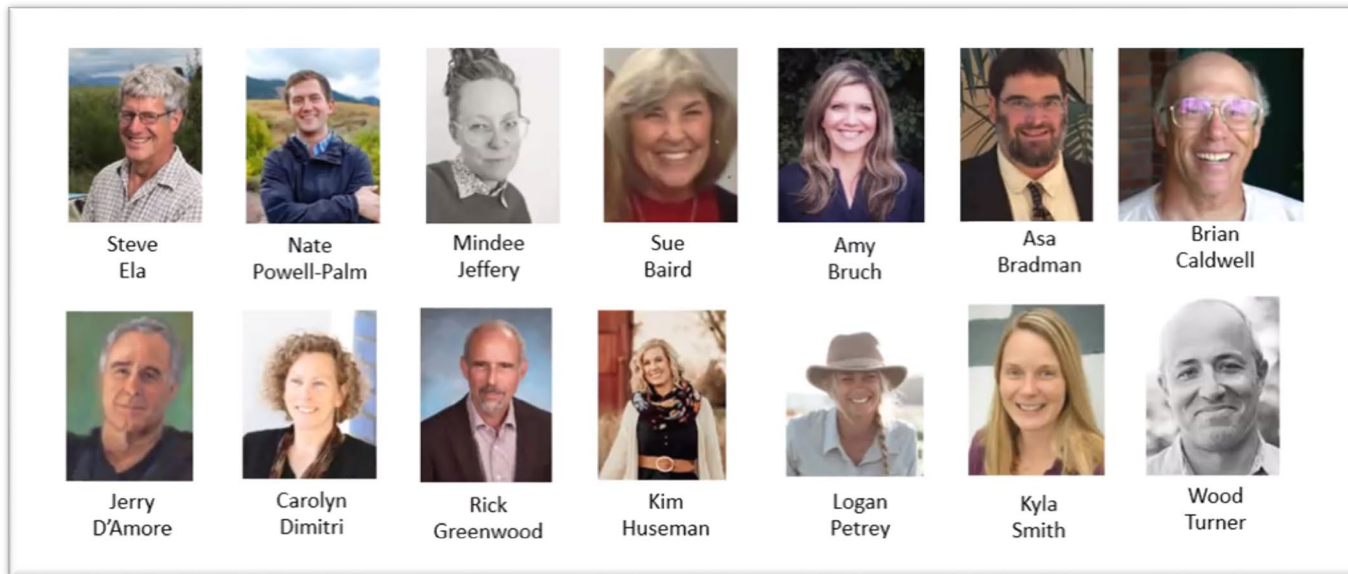 Steve
Ela
Nate
Powell-Palm
Mindee
Jeffery
Sue
Baird
Amy
Bruch
Asa
Bradman
Brian
Caldwell
Jerry
D’Amore
Carolyn
Dimitri
Rick
Greenwood
Kim
Huseman
Logan
Petrey
Kyla
Smith
Wood
Turner